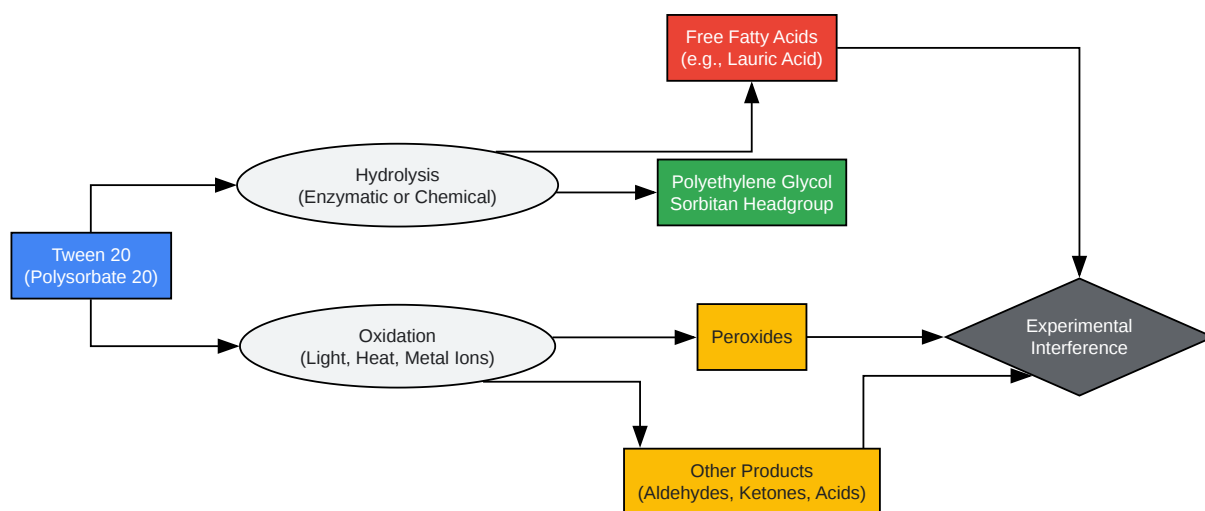 Free Fatty Acids
(e.g., Lauric Acid)
Hydrolysis
(Enzymatic or Chemical)
Polyethylene Glycol
Sorbitan Headgroup
Tween 20
(Polysorbate 20)
Oxidation
(Light, Heat, Metal Ions)
Peroxides
Experimental
Interference
Other Products
(Aldehydes, Ketones, Acids)